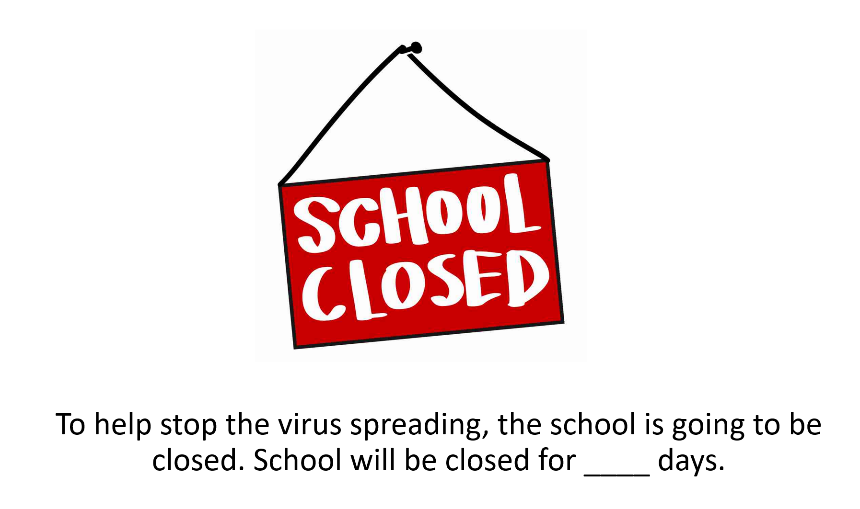 SCHOOL
CLOSED
To help stop the virus spreading, the school is going to be
closed. School will be closed for ____ days.